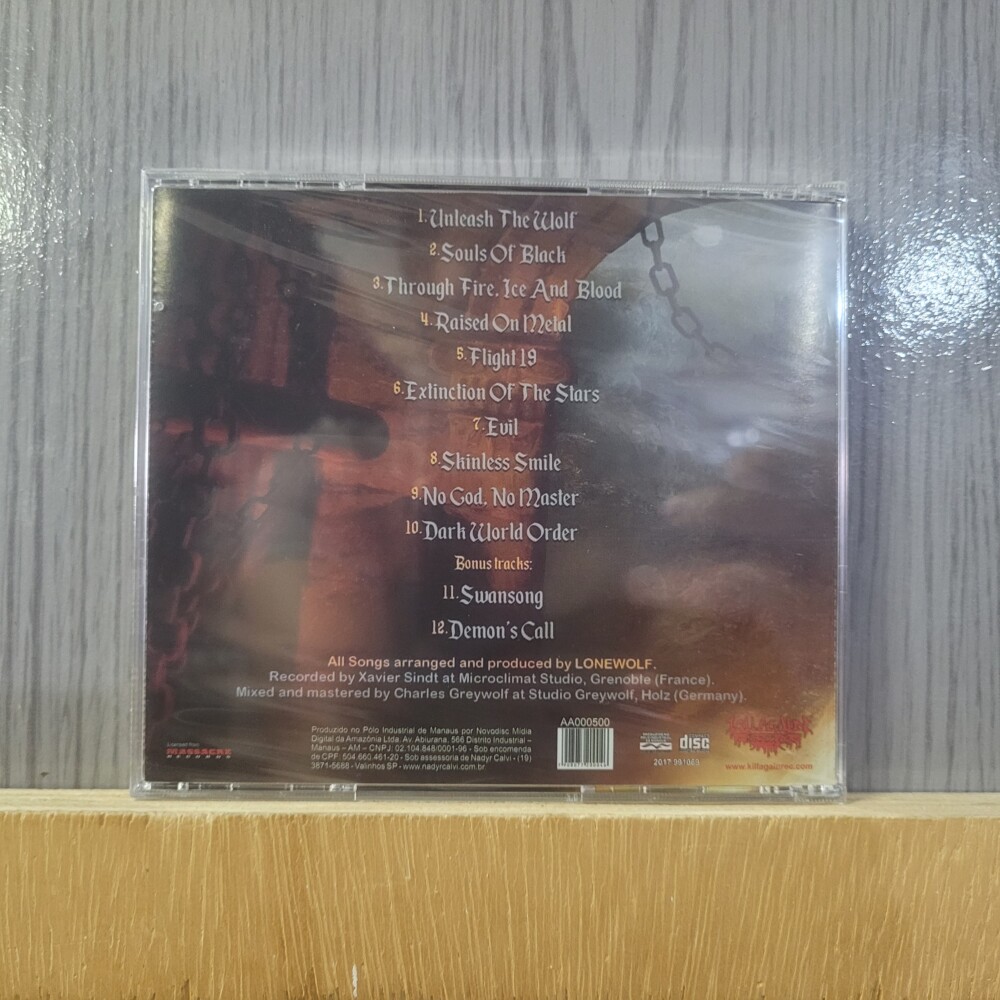 1. Unleash The Wolf
2. Souls Of Black
3. Through Fire, Ice And Blood
4. Raised On Metal
5. Flight 19
6. Extinction Of The Stars
7. Evil
8. Skinless Smile
9. No God, No Master
10. Dark World Order
Bonus tracks:
11. Swansong
12. Demon's Call
All Songs arranged and produced by LONEWOLF.
Recorded by Xavier Sindt at Microclimat Studio, Grenoble (France).
Mixed and mastered by Charles Greywolf at Studio Greywolf, Holz (Germany).
Licensed from
MASSACRE
RECORDS
Produzido no Pólo Industrial de Manaus por Novodisc Mídia
Digital da Amazônia Ltda. Av. Abiurana. 566 Distrito Industrial –
Manaus – AM – CNPJ: 02.104.848/0001-96 - Sob encomenda
de CPF: 504.660.461-20 - Sob assessoria de Nadyr Calvi - (19)
3871-5688 - Valinhos SP - www.nadyrcalvi.com.br
AA000500
disc
2017 991069
www.killagainrec.com